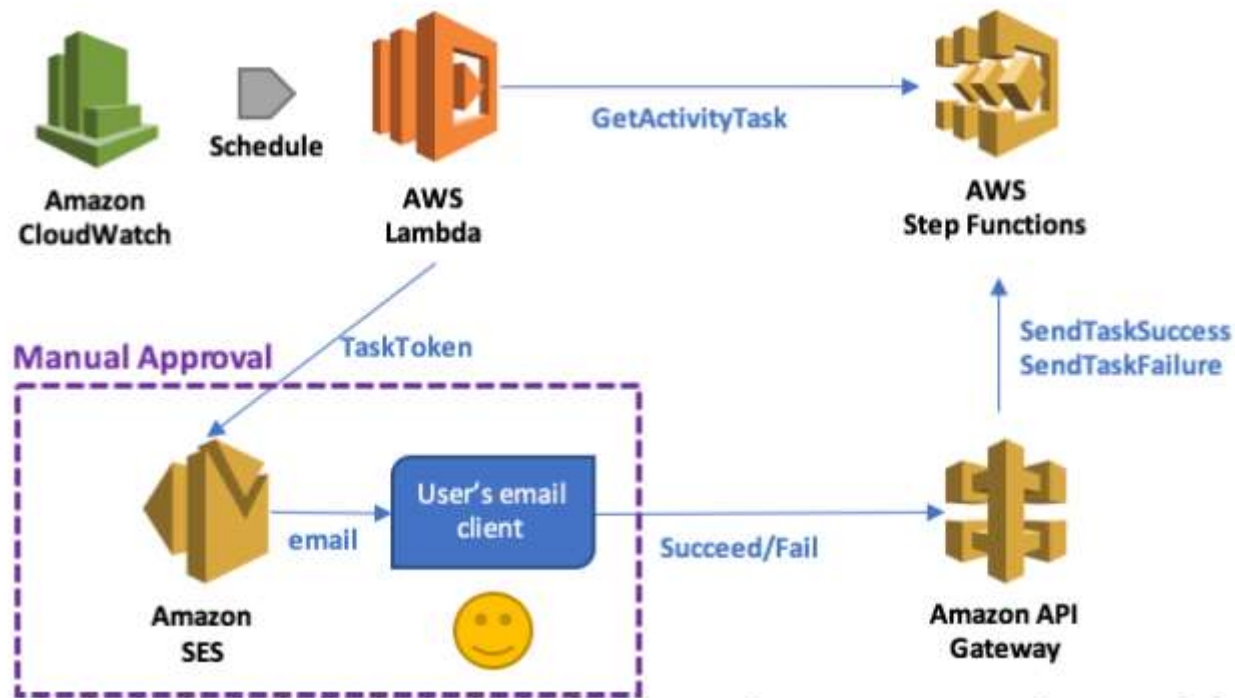 Schedule
Amazon
CloudWatch
AWS
Lambda
GetActivityTask
AWS
Step Functions
TaskToken
SendTaskSuccess
SendTaskFailure
Manual Approval
User's email
client
email
Succeed/Fail
Amazon
SES
Amazon API
Gateway